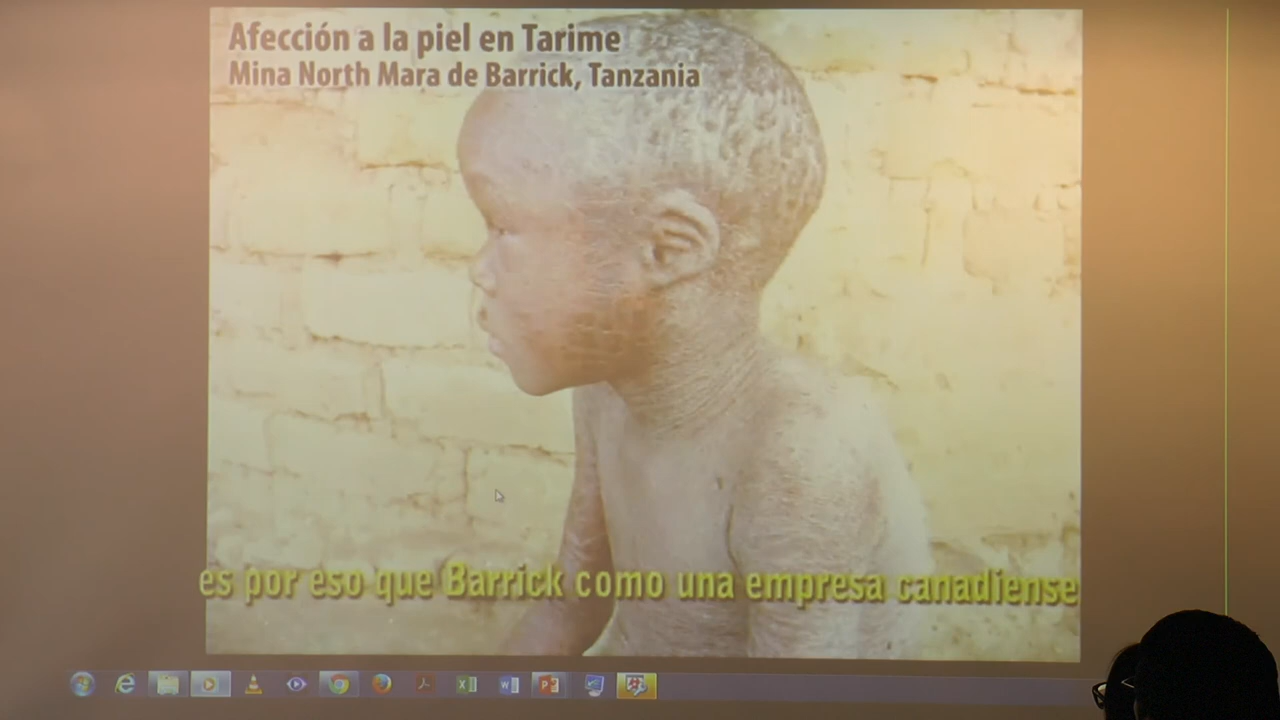 Afección a la piel en Tarime
Mina North Mara de Barrick, Tanzania
es por eso que Barrick como una empresa canadiense